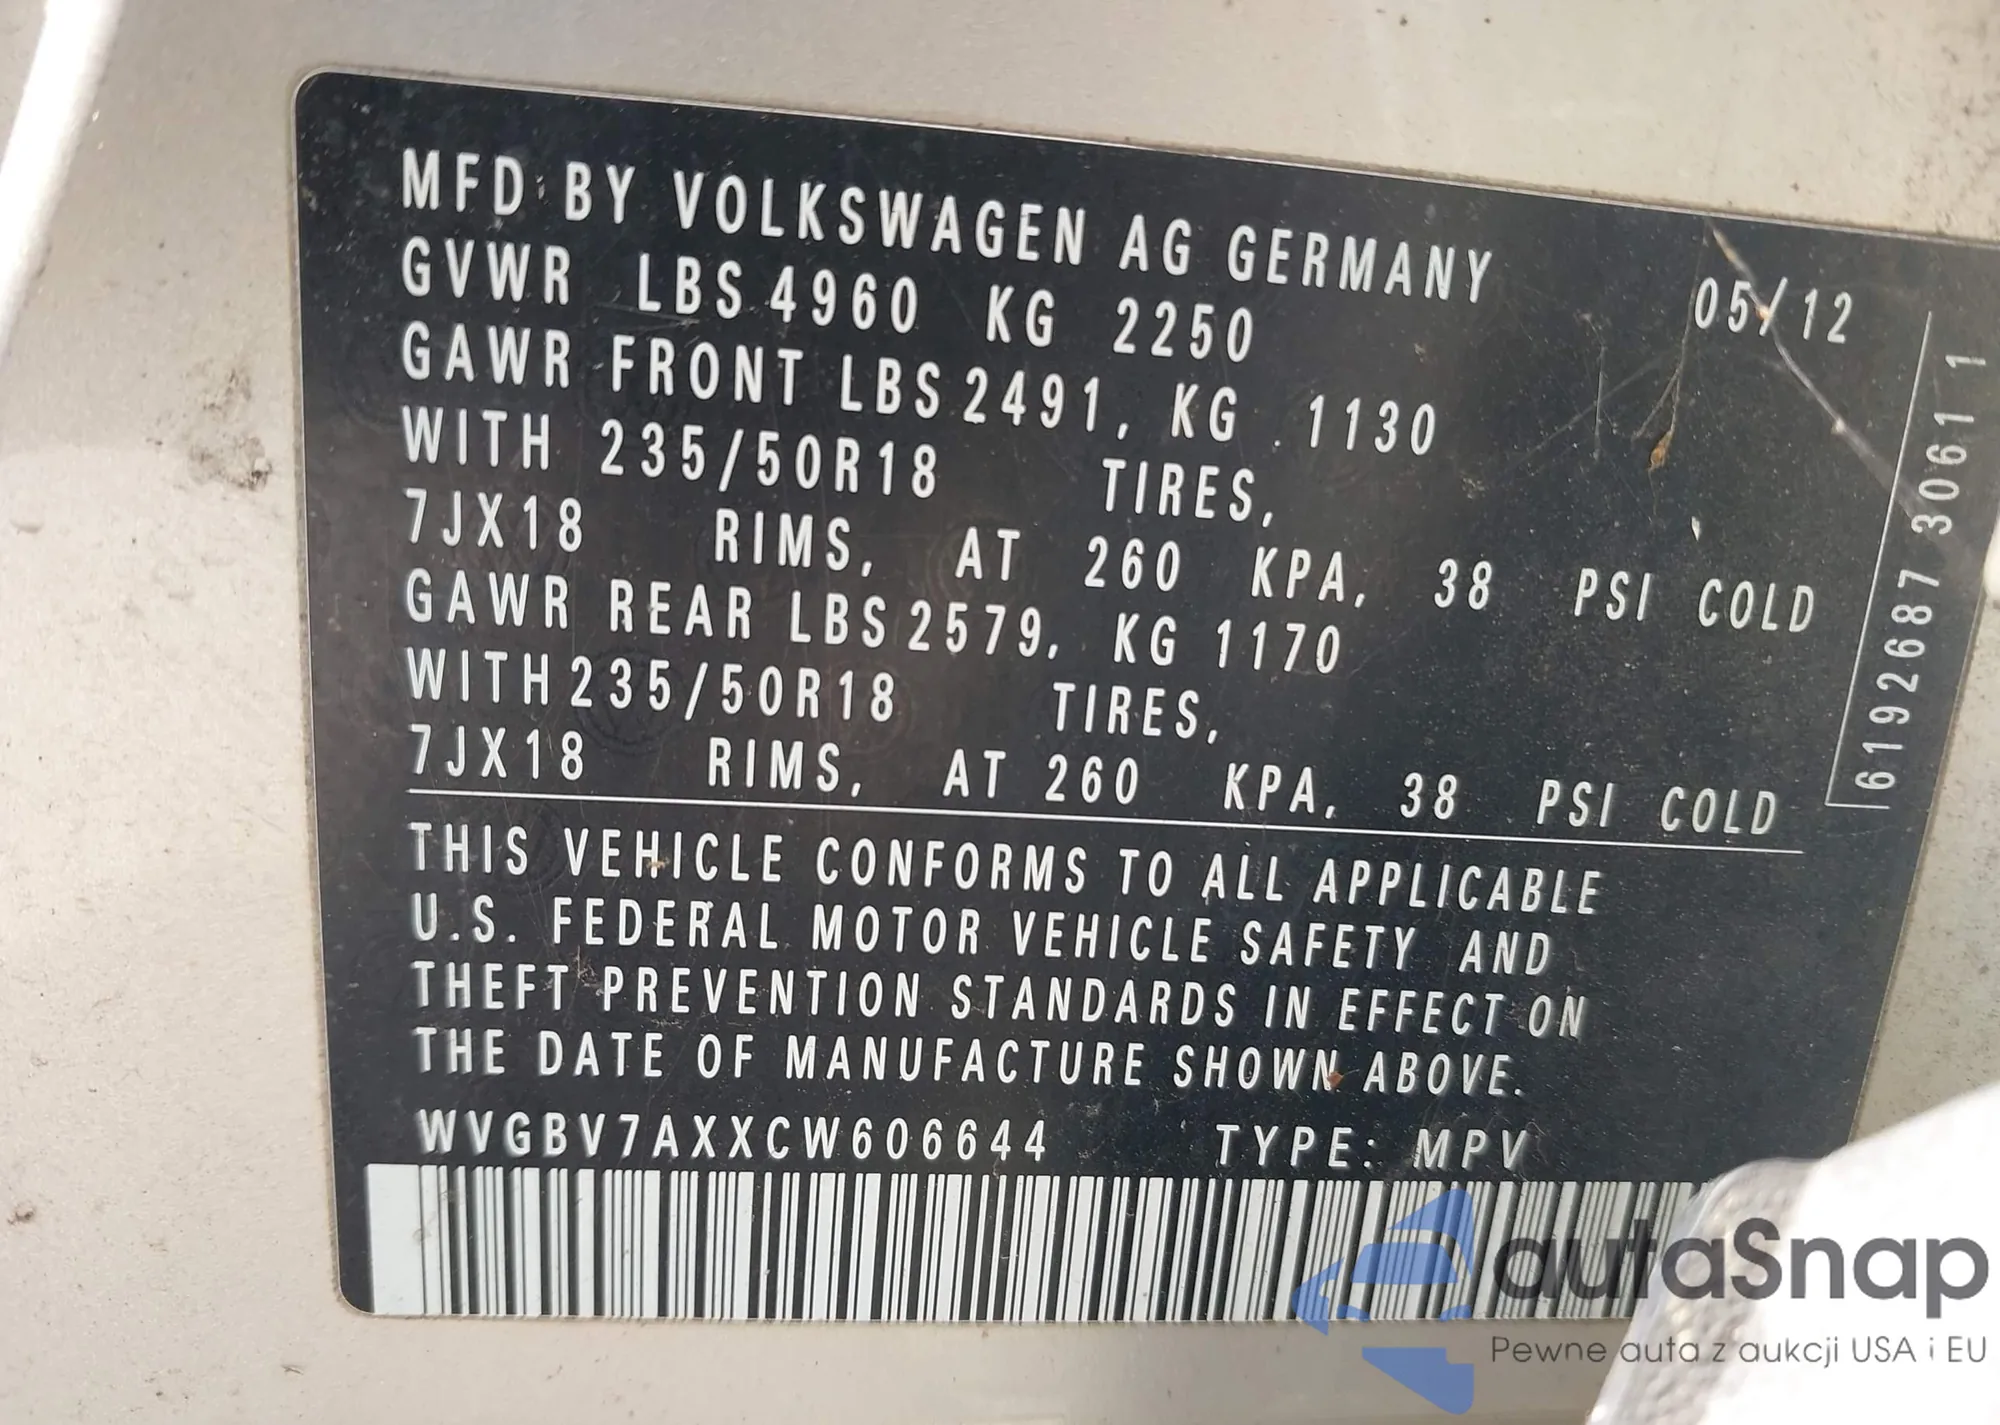 MFD BY VOLKSWAGEN AG GERMANY
GVWR LBS 4960 KG 2250 05/12
GAWR FRONT LBS 2491, KG 1130
WITH 235/50R18 TIRES,
7JX18 RIMS, AT 260 KPA, 38 PSI COLD
GAWR REAR LBS 2579, KG 1170
WITH 235/50R18 TIRES,
7JX18 RIMS, AT 260 KPA, 38 PSI COLD
6192687 3061 1
THIS VEHICLE CONFORMS TO ALL APPLICABLE
U.S. FEDERAL MOTOR VEHICLE SAFETY AND
THEFT PREVENTION STANDARDS IN EFFECT ON
THE DATE OF MANUFACTURE SHOWN ABOVE.
WVGBV7AXXCW606644 TYPE: MPV
autaSnap
Pewne auta z aukcji USA i EU